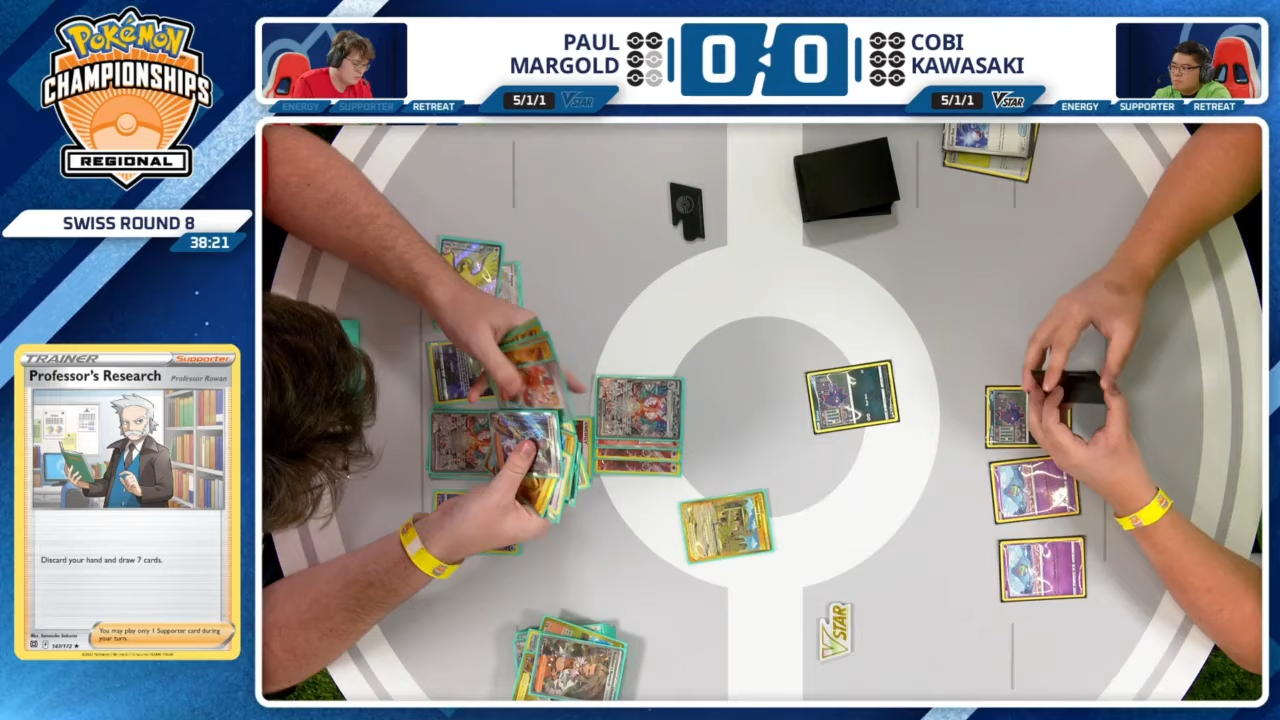 Pokémon
CHAMPIONSHIPS
REGIONAL
SWISS ROUND 8
38:21
PAUL
MARGOLD
0
0
COBI
KAWASAKI
ENERGY
SUPPORTER
RETREAT
5/1/1
VSTAR
5/1/1
VSTAR
ENERGY
SUPPORTER
RETREAT
TRAINER
Supporter
Professor's Research
Professor Rowan
Discard your hand and draw 7 cards.
You may play only 1 Supporter card during
your turn.
147/172
VSTAR